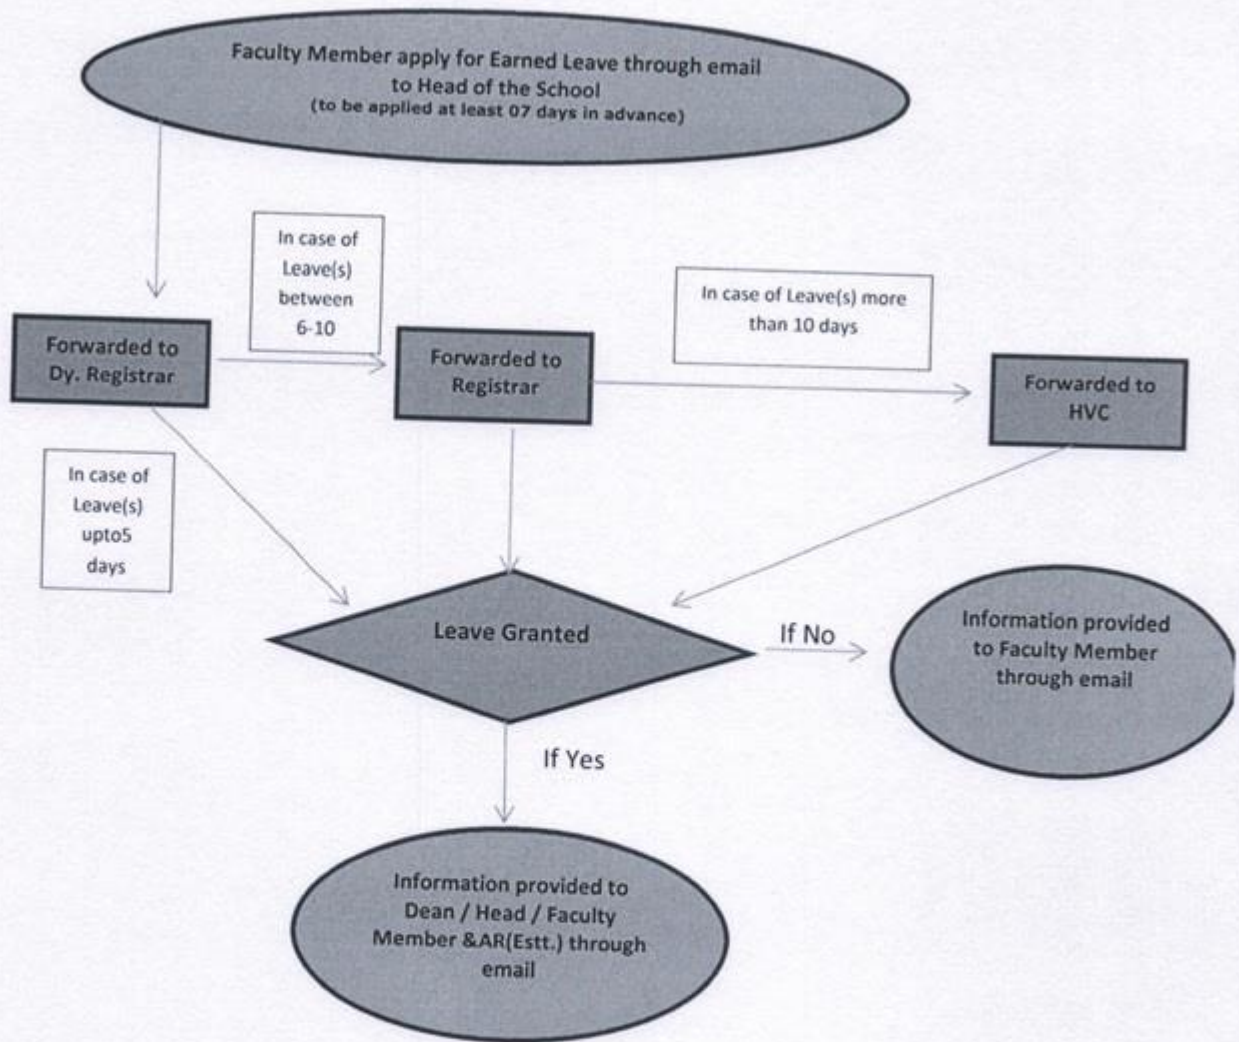 Faculty Member apply for Earned Leave through email
to Head of the School
(to be applied at least 07 days in advance)
In case of
Leave(s)
between
6-10
In case of Leave(s) more
than 10 days
Forwarded to
Dy. Registrar
Forwarded to
Registrar
Forwarded to
HVC
In case of
Leave(s)
upto5
days
Leave Granted
If No
Information provided
to Faculty Member
through email
If Yes
Information provided to
Dean / Head / Faculty
Member &AR(Estt.) through
email